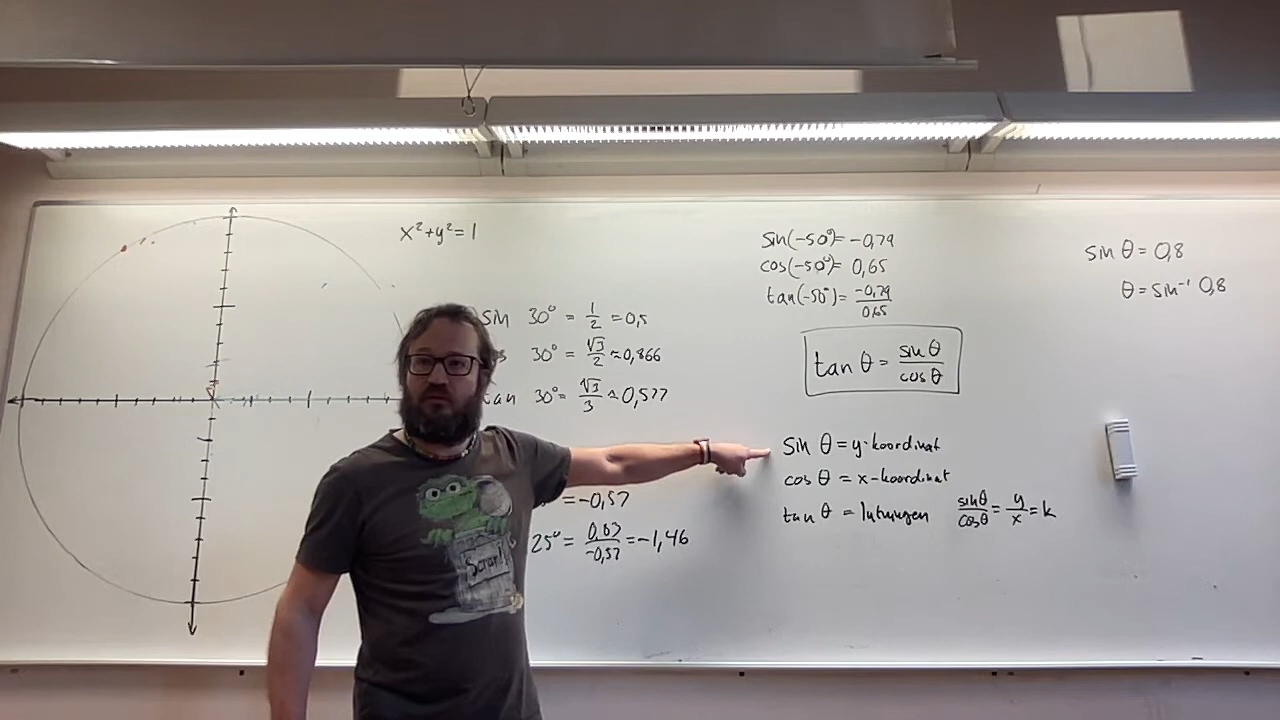 x² + y² = 1
sin 30° = 1/2 = 0,5
30° = √3/2 ≈ 0,866
tan 30° = √3/3 ≈ 0,577
= -0,57
25° = 0,83/-0,57 = -1,46
sin(-50°) = -0,79
cos(-50°) = 0,65
tan(-50°) = -0,79/0,65
tan θ = sin θ/cos θ
sin θ = y-koordinat
cos θ = x-koordinat
tan θ = lutningen sinθ/cosθ = y/x = k
sin θ = 0,8
θ = sin⁻¹ 0,8
Scram!